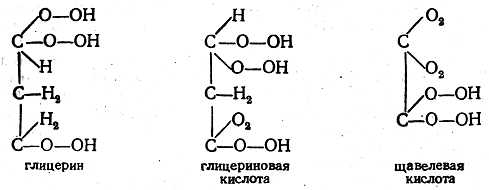 O—OH
C—O—OH
H
C—H₂
H₂
C—O—OH
глицерин
H
C—O—OH
O—OH
C—H₂
O₂
C—O—OH
глицериновая
кислота
O₂
C
O₂
O—OH
C—O—OH
щавелевая
кислота